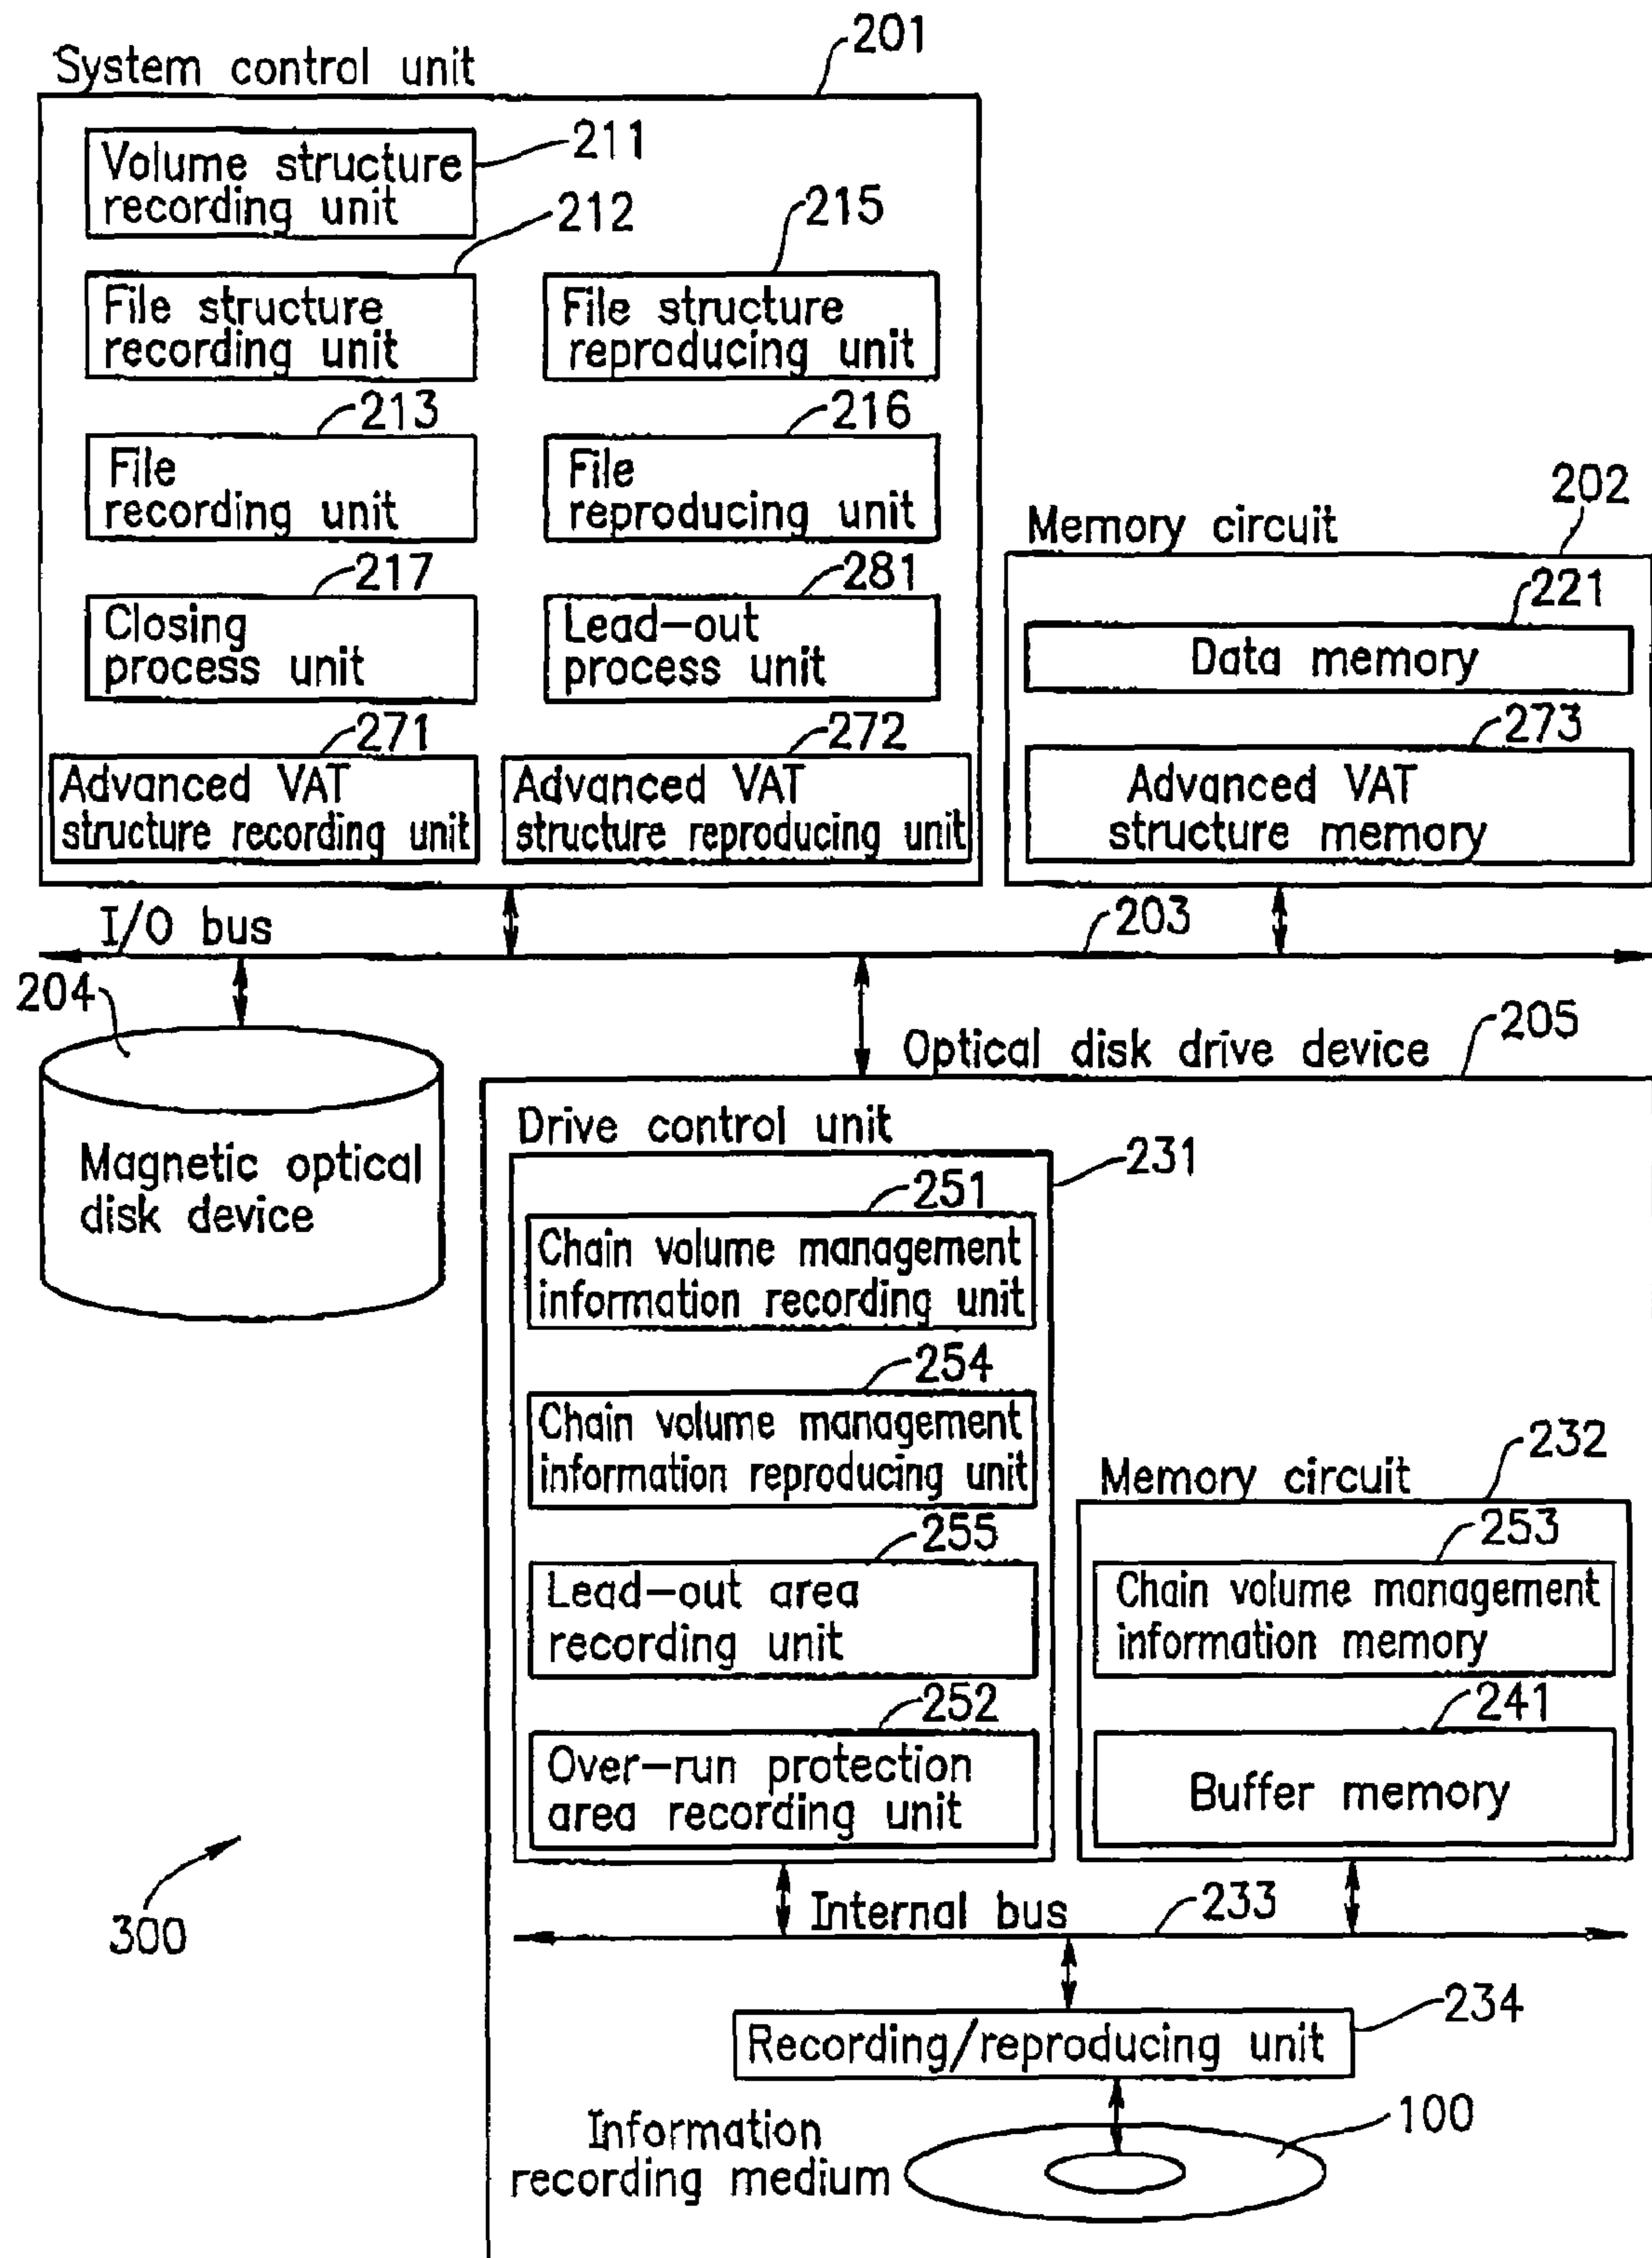 201
System control unit
Volume structure
recording unit
211
212
215
File structure
recording unit
File structure
reproducing unit
213
216
File
recording unit
File
reproducing unit
217
281
Closing
process unit
Lead-out
process unit
271
272
Advanced VAT
structure recording unit
Advanced VAT
structure reproducing unit
202
Memory circuit
221
Data memory
273
Advanced VAT
structure memory
I/O bus
203
204
Magnetic optical
disk device
205
Optical disk drive device
Drive control unit
231
251
Chain volume management
information recording unit
254
Chain volume management
information reproducing unit
255
Lead-out area
recording unit
252
Over-run protection
area recording unit
232
Memory circuit
253
Chain volume management
information memory
241
Buffer memory
300
Internal bus
233
234
Recording/reproducing unit
Information
recording medium
100